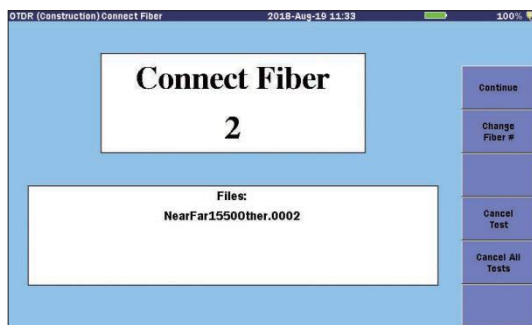 OTDR (Construction) Connect Fiber 2018-Aug-19 11:33 100%
Connect Fiber
2
Files:
NearFar1550Other.0002
Continue
Change
Fiber #
Cancel
Test
Cancel All
Tests